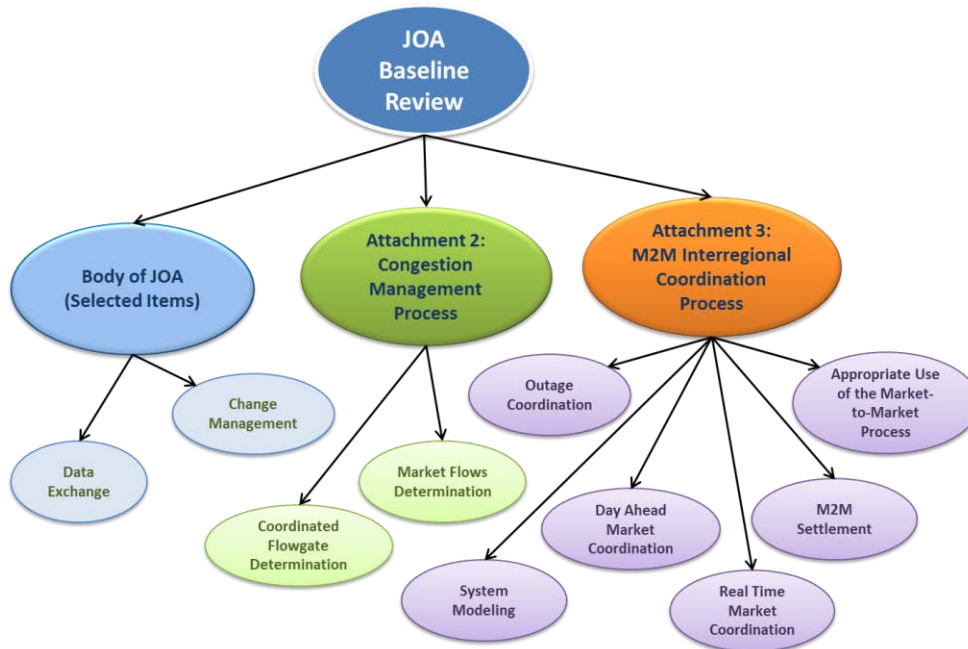 JOA
Baseline
Review
Body of JOA
(Selected Items)
Attachment 2:
Congestion
Management
Process
Attachment 3:
M2M Interregional
Coordination
Process
Data
Exchange
Change
Management
Coordinated
Flowgate
Determination
Market Flows
Determination
Outage
Coordination
System
Modeling
Day Ahead
Market
Coordination
Real Time
Market
Coordination
M2M
Settlement
Appropriate Use
of the Market-
to-Market
Process